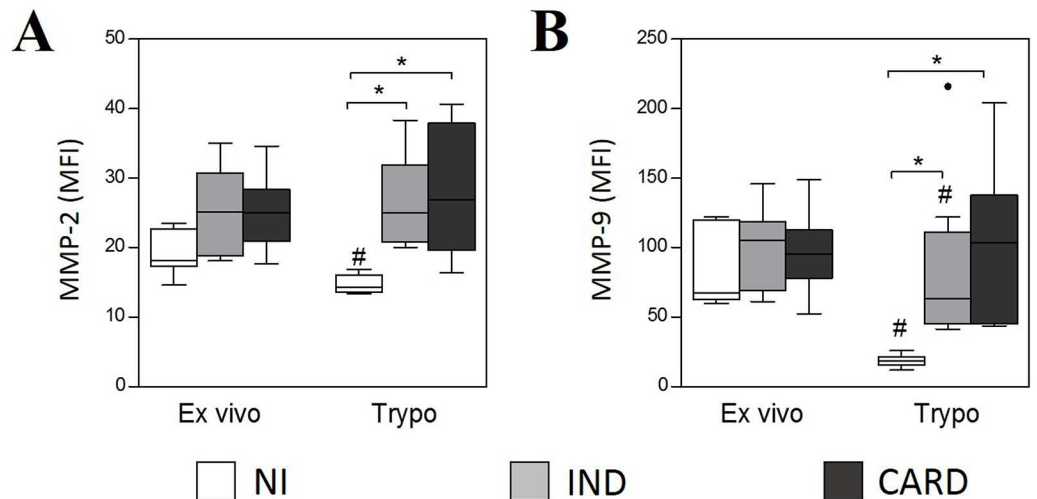 A
B
MMP-2 (MFI)
50
40
30
20
10
0
*
*
#
Ex vivo
Trypo
MMP-9 (MFI)
250
200
150
100
50
0
*
*
#
#
Ex vivo
Trypo
NI
IND
CARD